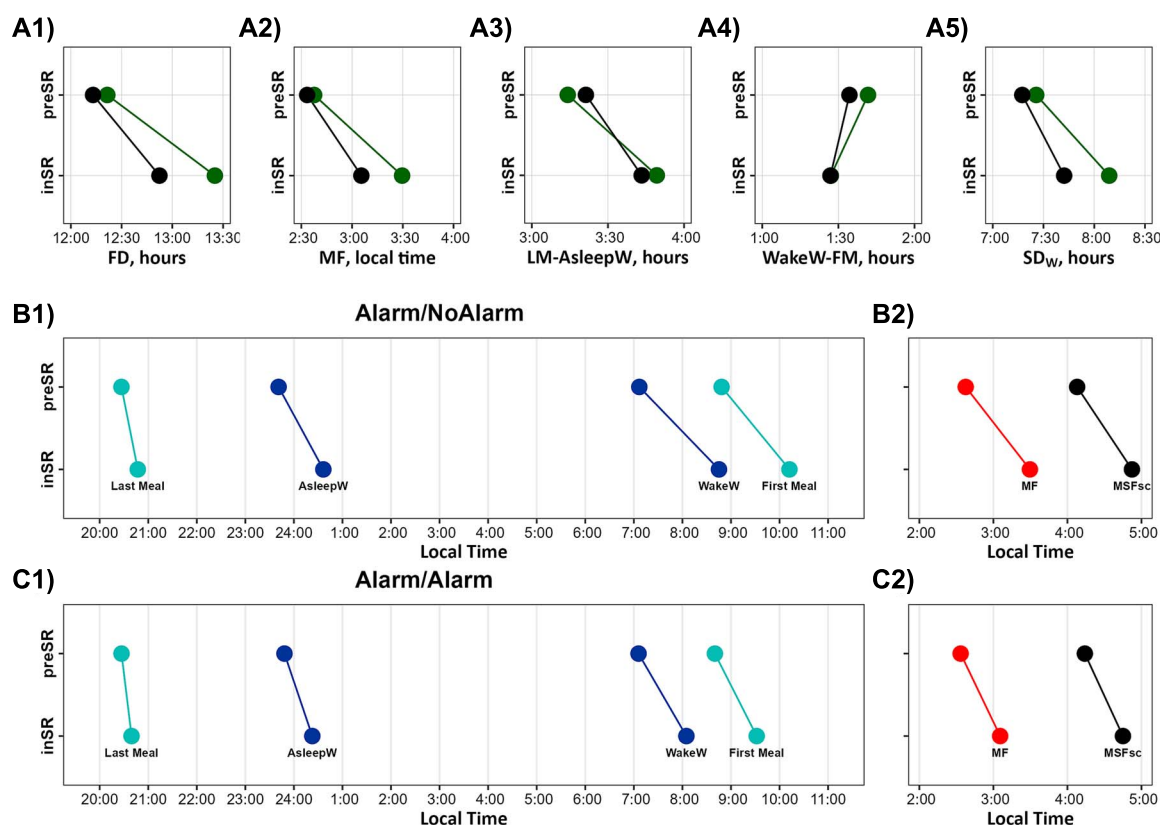 A1) A2) A3) A4) A5)
preSR preSR preSR preSR preSR
inSR inSR inSR inSR inSR
12:00 12:30 13:00 13:30 2:30 3:00 3:30 4:00 3:00 3:30 4:00 1:00 1:30 2:00 7:00 7:30 8:00 8:30
FD, hours MF, local time LM-AsleepW, hours WakeW-FM, hours SDW, hours
B1) Alarm/NoAlarm B2)
preSR
inSR
Last Meal AsleepW WakeW First Meal MF MSFsc
20:00 21:00 22:00 23:00 24:00 1:00 2:00 3:00 4:00 5:00 6:00 7:00 8:00 9:00 10:00 11:00 2:00 3:00 4:00 5:00
Local Time Local Time
C1) Alarm/Alarm C2)
preSR
inSR
Last Meal AsleepW WakeW First Meal MF MSFsc
20:00 21:00 22:00 23:00 24:00 1:00 2:00 3:00 4:00 5:00 6:00 7:00 8:00 9:00 10:00 11:00 2:00 3:00 4:00 5:00
Local Time Local Time